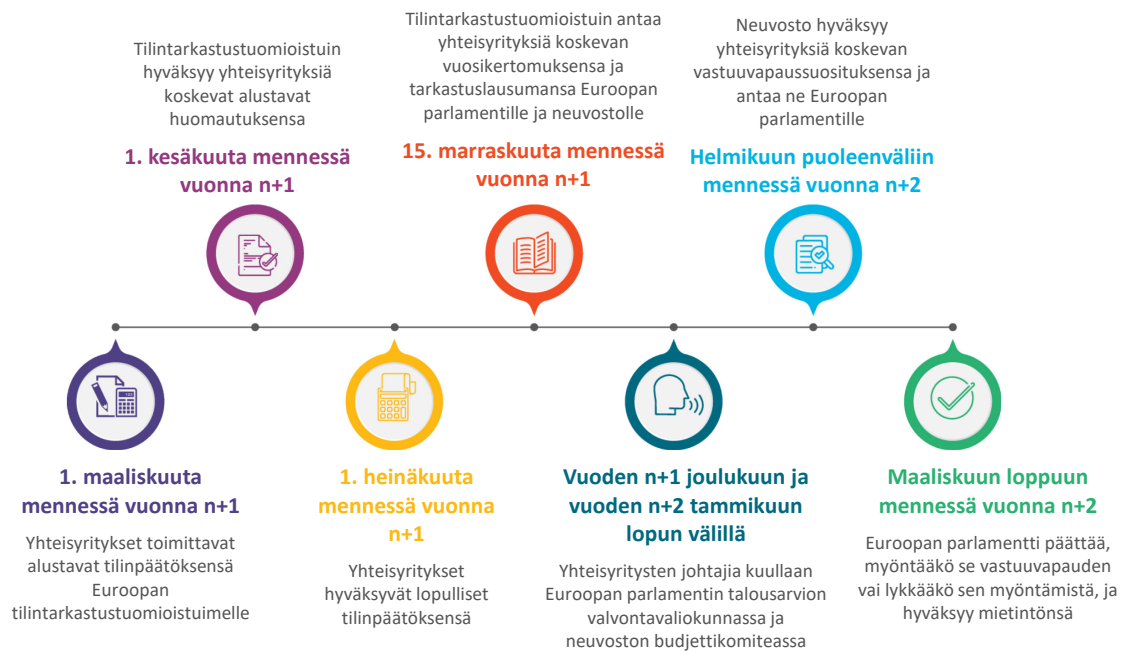 Tilintarkastustuomioistuin
hyväksyy yhteisyrityksiä
koskevat alustavat
huomautuksensa
1. kesäkuuta mennessä
vuonna n+1
Tilintarkastustuomioistuin antaa
yhteisyrityksiä koskevan
vuosikertomuksensa ja
tarkastuslausumansa Euroopan
parlamentille ja neuvostolle
15. marraskuuta mennessä
vuonna n+1
Neuvosto hyväksyy
yhteisyrityksiä koskevan
vastuuvapaussuosituksensa ja
antaa ne Euroopan
parlamentille
Helmikuun puoleenväliin
mennessä vuonna n+2
1. maaliskuuta
mennessä vuonna n+1
Yhteisyritykset toimittavat
alustavat tilinpäätöksensä
Euroopan
tilintarkastustuomioistuimelle
1. heinäkuuta
mennessä vuonna
n+1
Yhteisyritykset
hyväksyvät lopulliset
tilinpäätöksensä
Vuoden n+1 joulukuun ja
vuoden n+2 tammikuun
lopun välillä
Yhteisyritysten johtajia kuullaan
Euroopan parlamentin talousarvion
valvontavaliokunnassa ja
neuvoston budjettikomiteassa
Maaliskuun loppuun
mennessä vuonna n+2
Euroopan parlamentti päättää,
myöntääkö se vastuuvapauden
vai lykkääkö sen myöntämistä, ja
hyväksyy mietintönsä